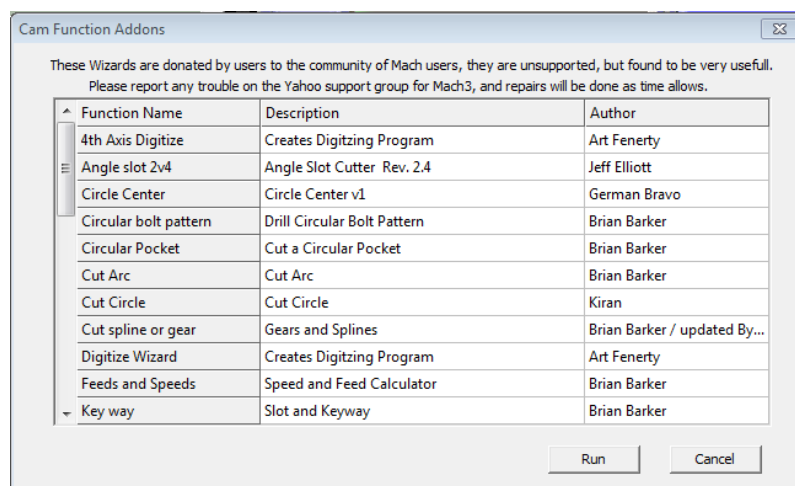 Cam Function Addons
These Wizards are donated by users to the community of Mach users, they are unsupported, but found to be very usefull.
Please report any trouble on the Yahoo support group for Mach3, and repairs will be done as time allows.
Function Name Description Author
4th Axis Digitize Creates Digitzing Program Art Fenerty
Angle slot 2v4 Angle Slot Cutter Rev. 2.4 Jeff Elliott
Circle Center Circle Center v1 German Bravo
Circular bolt pattern Drill Circular Bolt Pattern Brian Barker
Circular Pocket Cut a Circular Pocket Brian Barker
Cut Arc Cut Arc Brian Barker
Cut Circle Cut Circle Kiran
Cut spline or gear Gears and Splines Brian Barker / updated By...
Digitize Wizard Creates Digitzing Program Art Fenerty
Feeds and Speeds Speed and Feed Calculator Brian Barker
Key way Slot and Keyway Brian Barker
Run Cancel